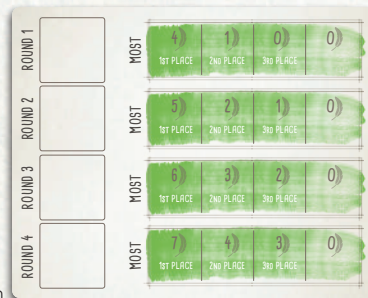 ROUND 1
MOST
4 1 0 0
1ST PLACE 2ND PLACE 3RD PLACE
ROUND 2
MOST
5 2 1 0
1ST PLACE 2ND PLACE 3RD PLACE
ROUND 3
MOST
6 3 2 0
1ST PLACE 2ND PLACE 3RD PLACE
ROUND 4
MOST
7 4 3 0
1ST PLACE 2ND PLACE 3RD PLACE